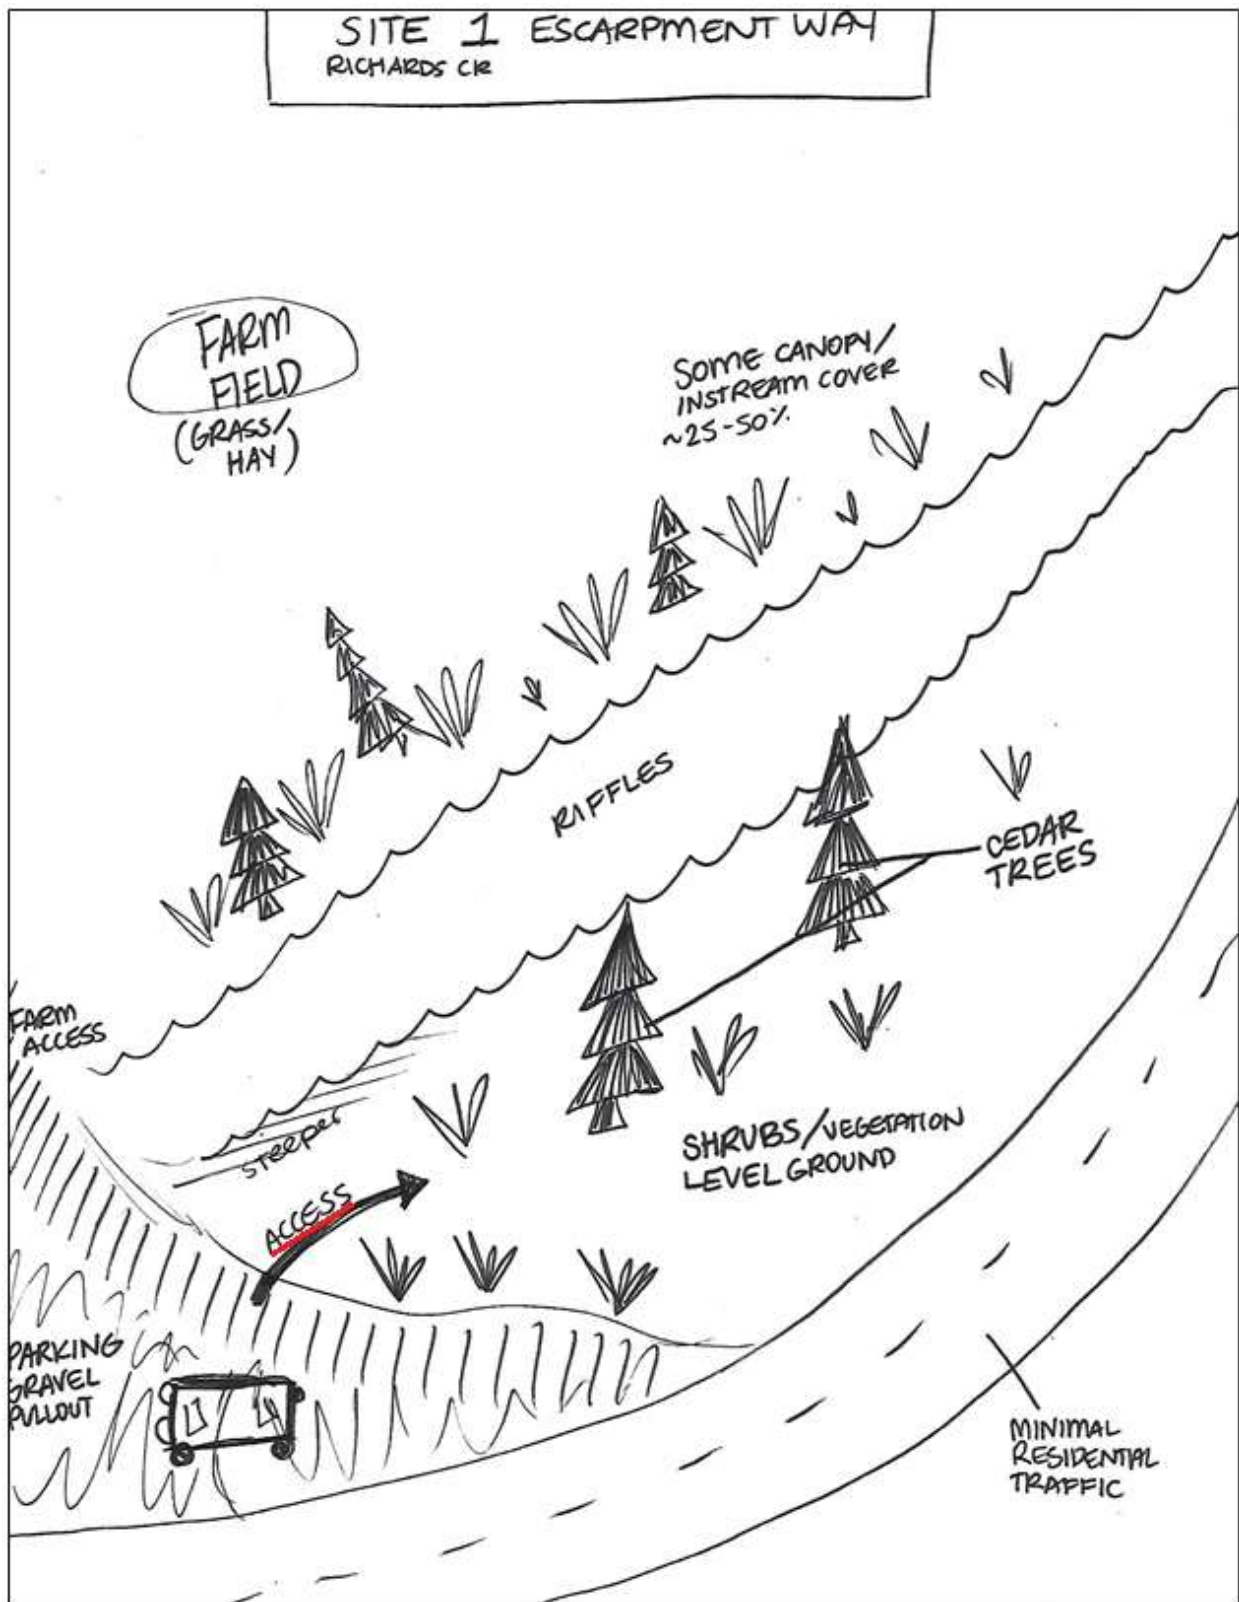 SITE 1 ESCARPMENT WAY
RICHARDS CR
FARM
FIELD
(GRASS/
HAY)
SOME CANOPY/
INSTREAM COVER
~25-50%
RIFFLES
CEDAR
TREES
FARM
ACCESS
steeper
ACCESS
SHRUBS/VEGETATION
LEVEL GROUND
PARKING
GRAVEL
PULLOUT
MINIMAL
RESIDENTIAL
TRAFFIC